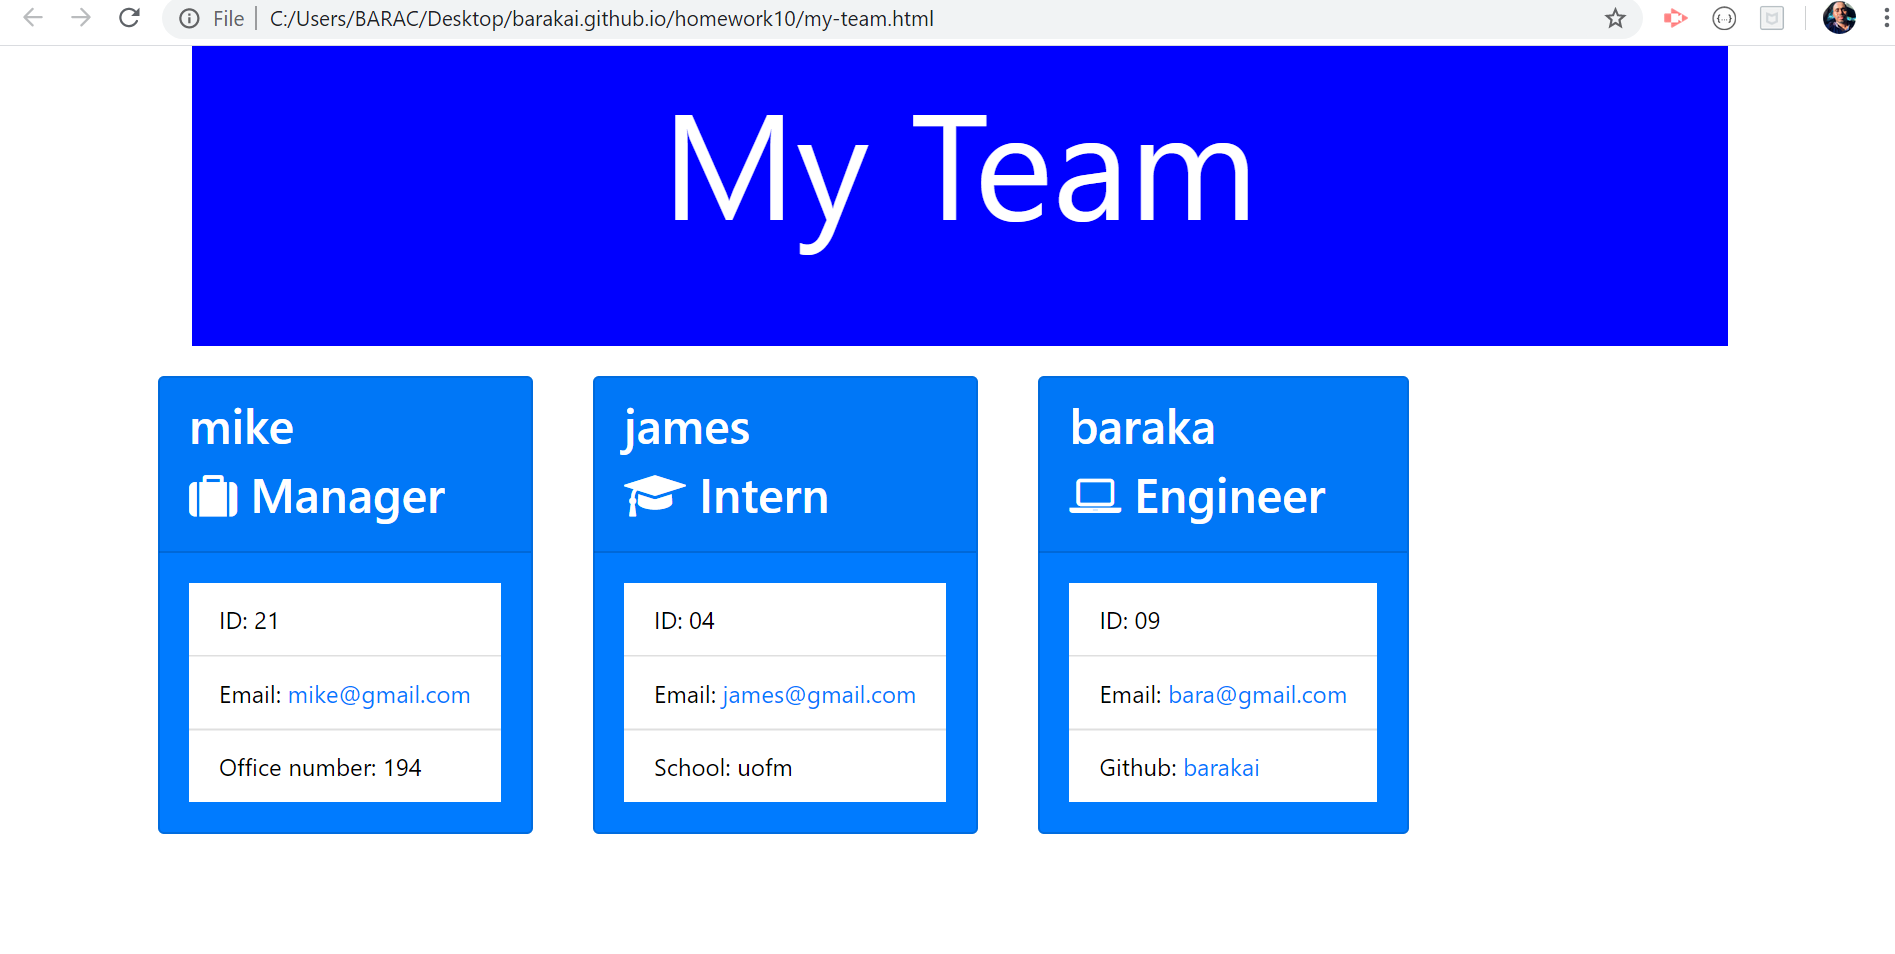 File | C:/Users/BARAC/Desktop/barakai.github.io/homework10/my-team.html
My Team
mike
Manager
ID: 21
Email: mike@gmail.com
Office number: 194
james
Intern
ID: 04
Email: james@gmail.com
School: uofm
baraka
Engineer
ID: 09
Email: bara@gmail.com
Github: barakai